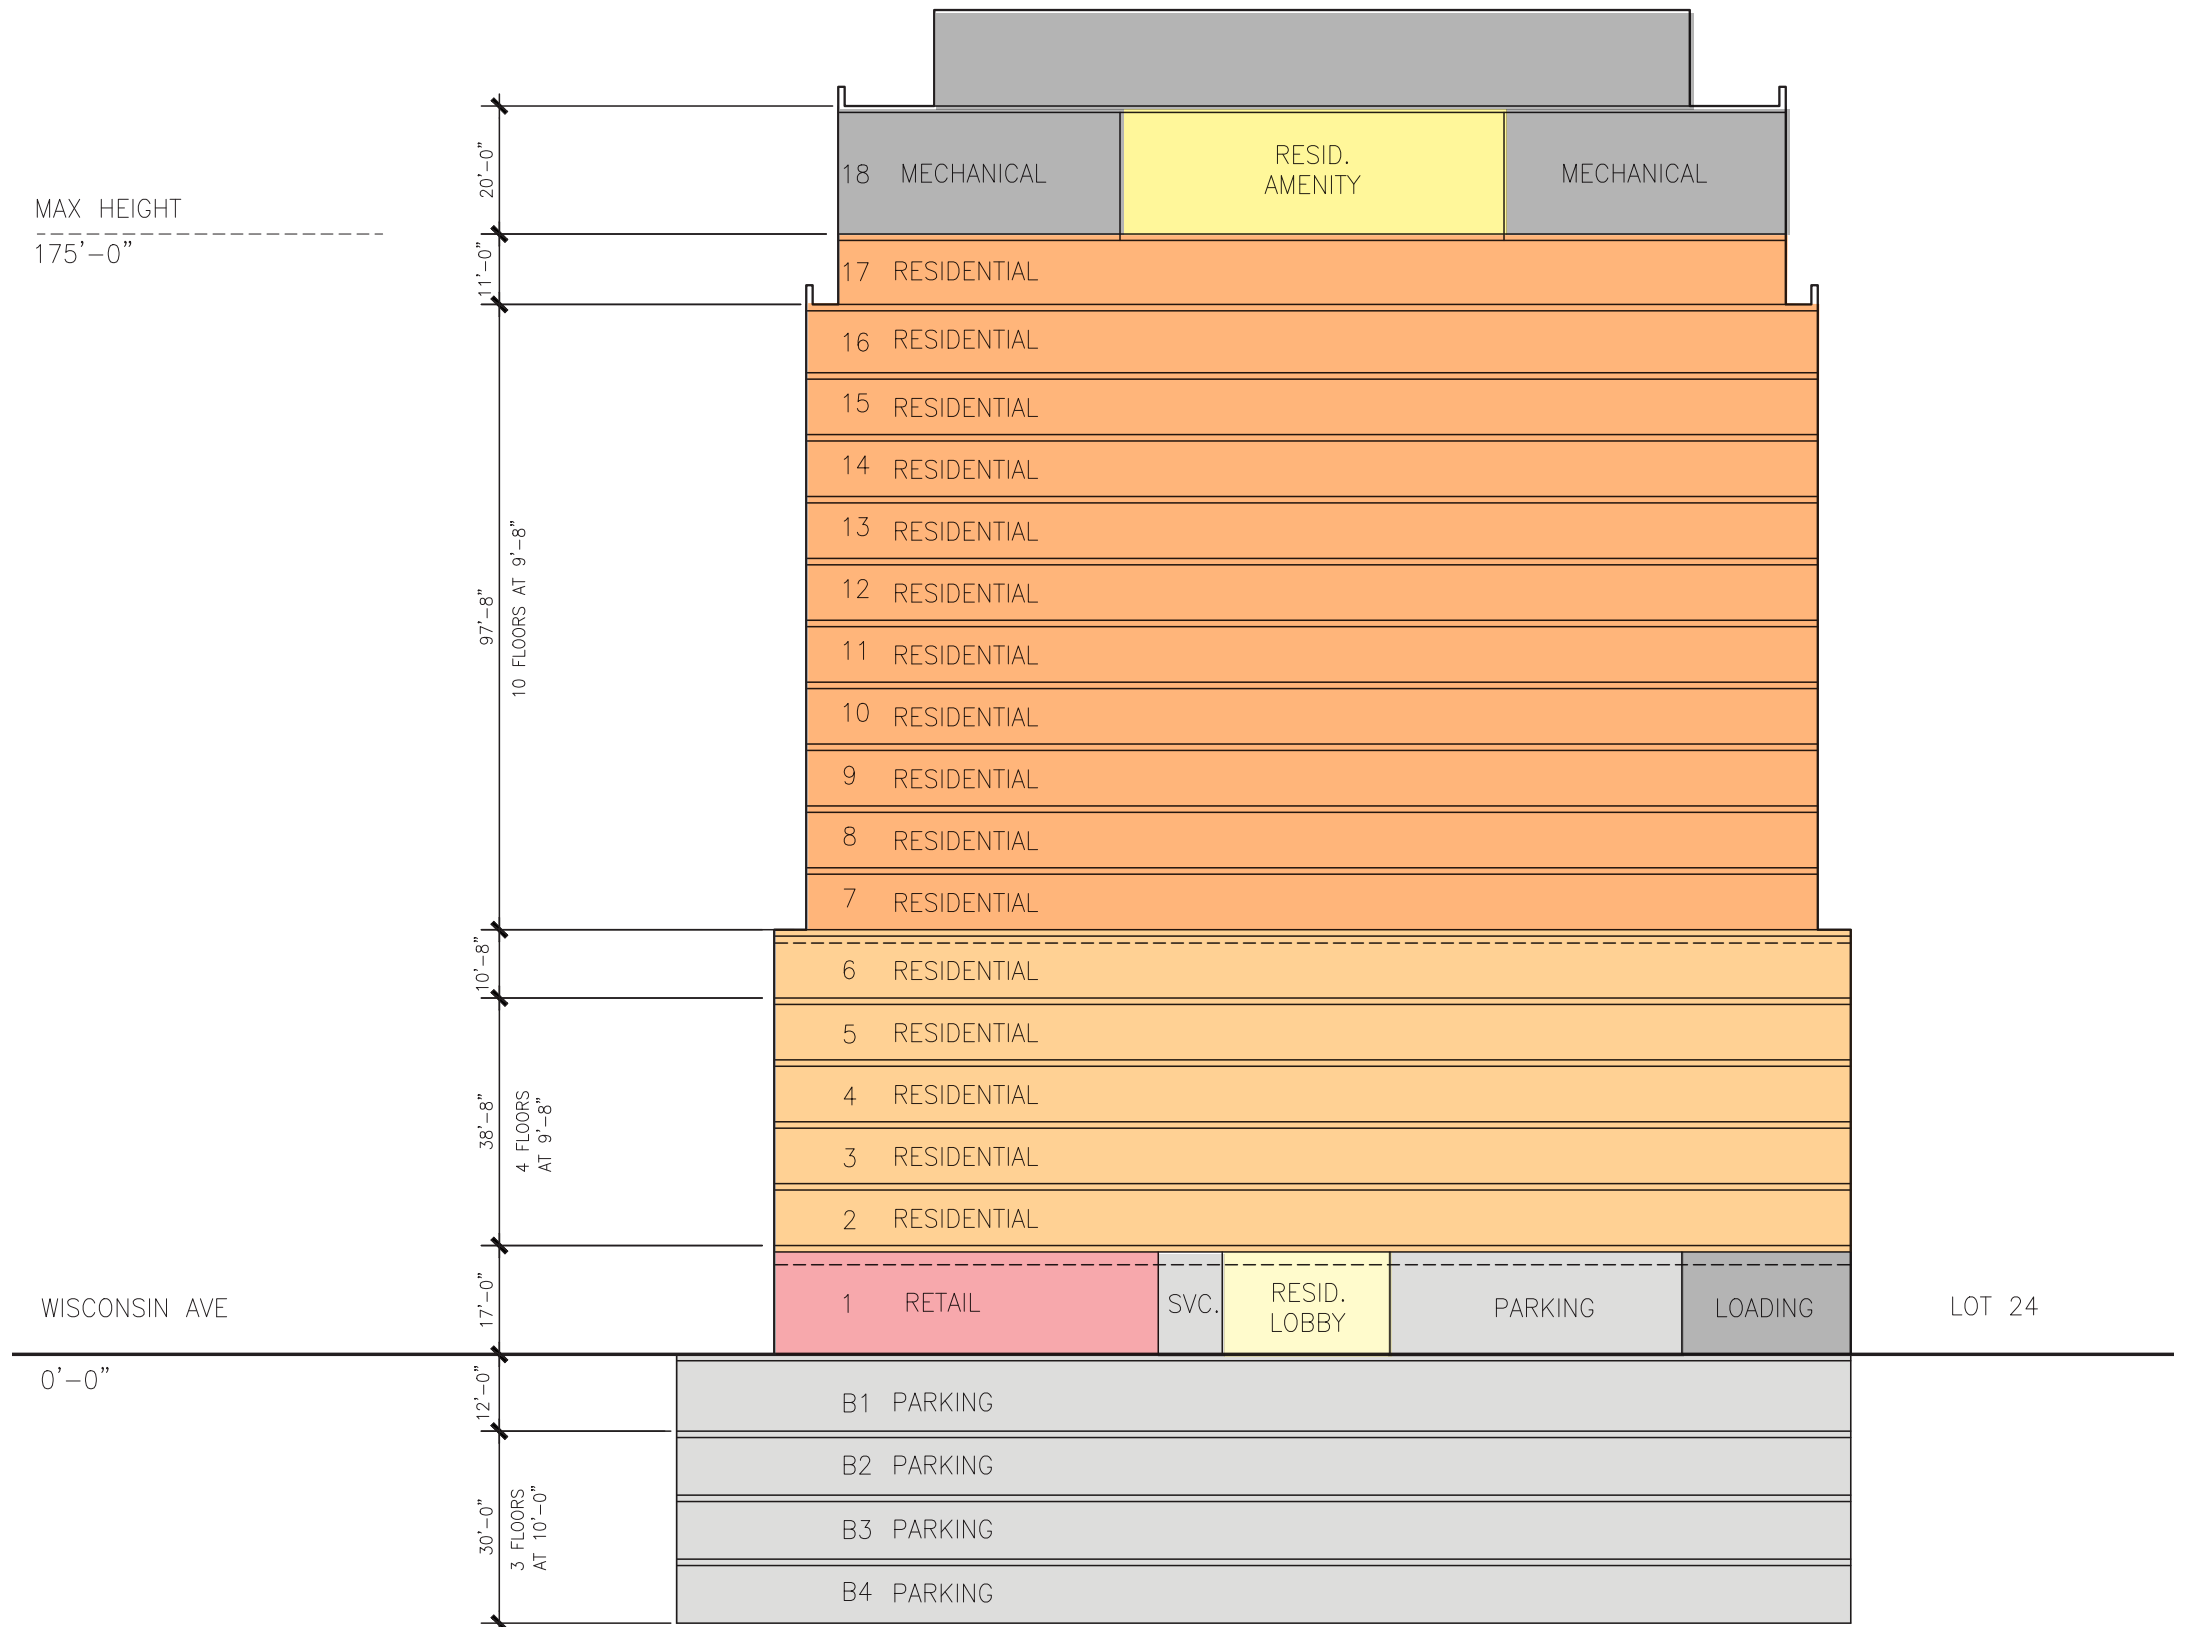 20'-0"
18 MECHANICAL
RESID.
AMENITY
MECHANICAL
MAX HEIGHT
175'-0"
11'-0"
17 RESIDENTIAL
16 RESIDENTIAL
15 RESIDENTIAL
14 RESIDENTIAL
13 RESIDENTIAL
12 RESIDENTIAL
97'-8"
10 FLOORS AT 9'-8"
11 RESIDENTIAL
10 RESIDENTIAL
9 RESIDENTIAL
8 RESIDENTIAL
7 RESIDENTIAL
10'-8"
6 RESIDENTIAL
5 RESIDENTIAL
4 RESIDENTIAL
38'-8"
4 FLOORS
AT 9'-8"
3 RESIDENTIAL
2 RESIDENTIAL
WISCONSIN AVE
17'-0"
1 RETAIL
SVC.
RESID.
LOBBY
PARKING
LOADING
LOT 24
0'-0"
12'-0"
B1 PARKING
B2 PARKING
30'-0"
3 FLOORS
AT 10'-0"
B3 PARKING
B4 PARKING